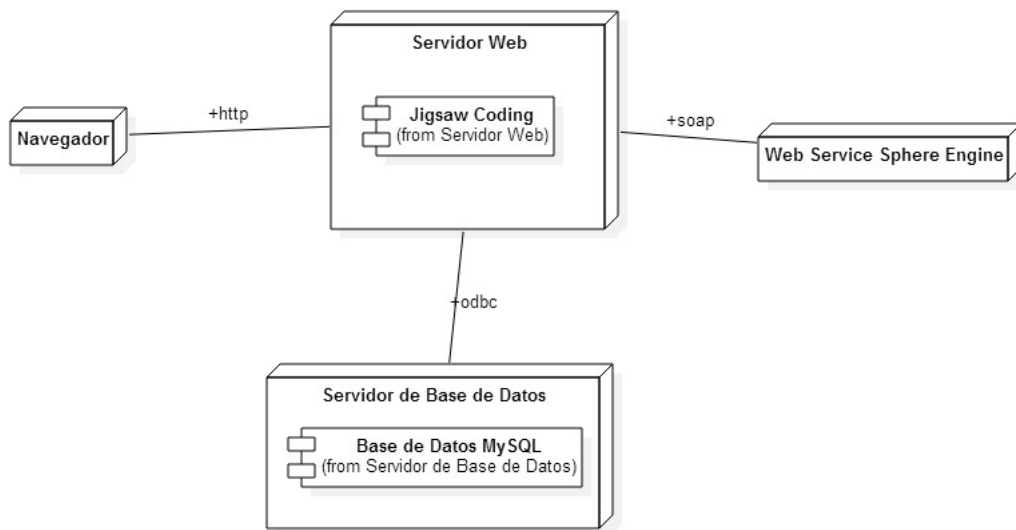 Servidor Web
Jigsaw Coding
(from Servidor Web)
+http
Navegador
+soap
Web Service Sphere Engine
+odbc
Servidor de Base de Datos
Base de Datos MySQL
(from Servidor de Base de Datos)